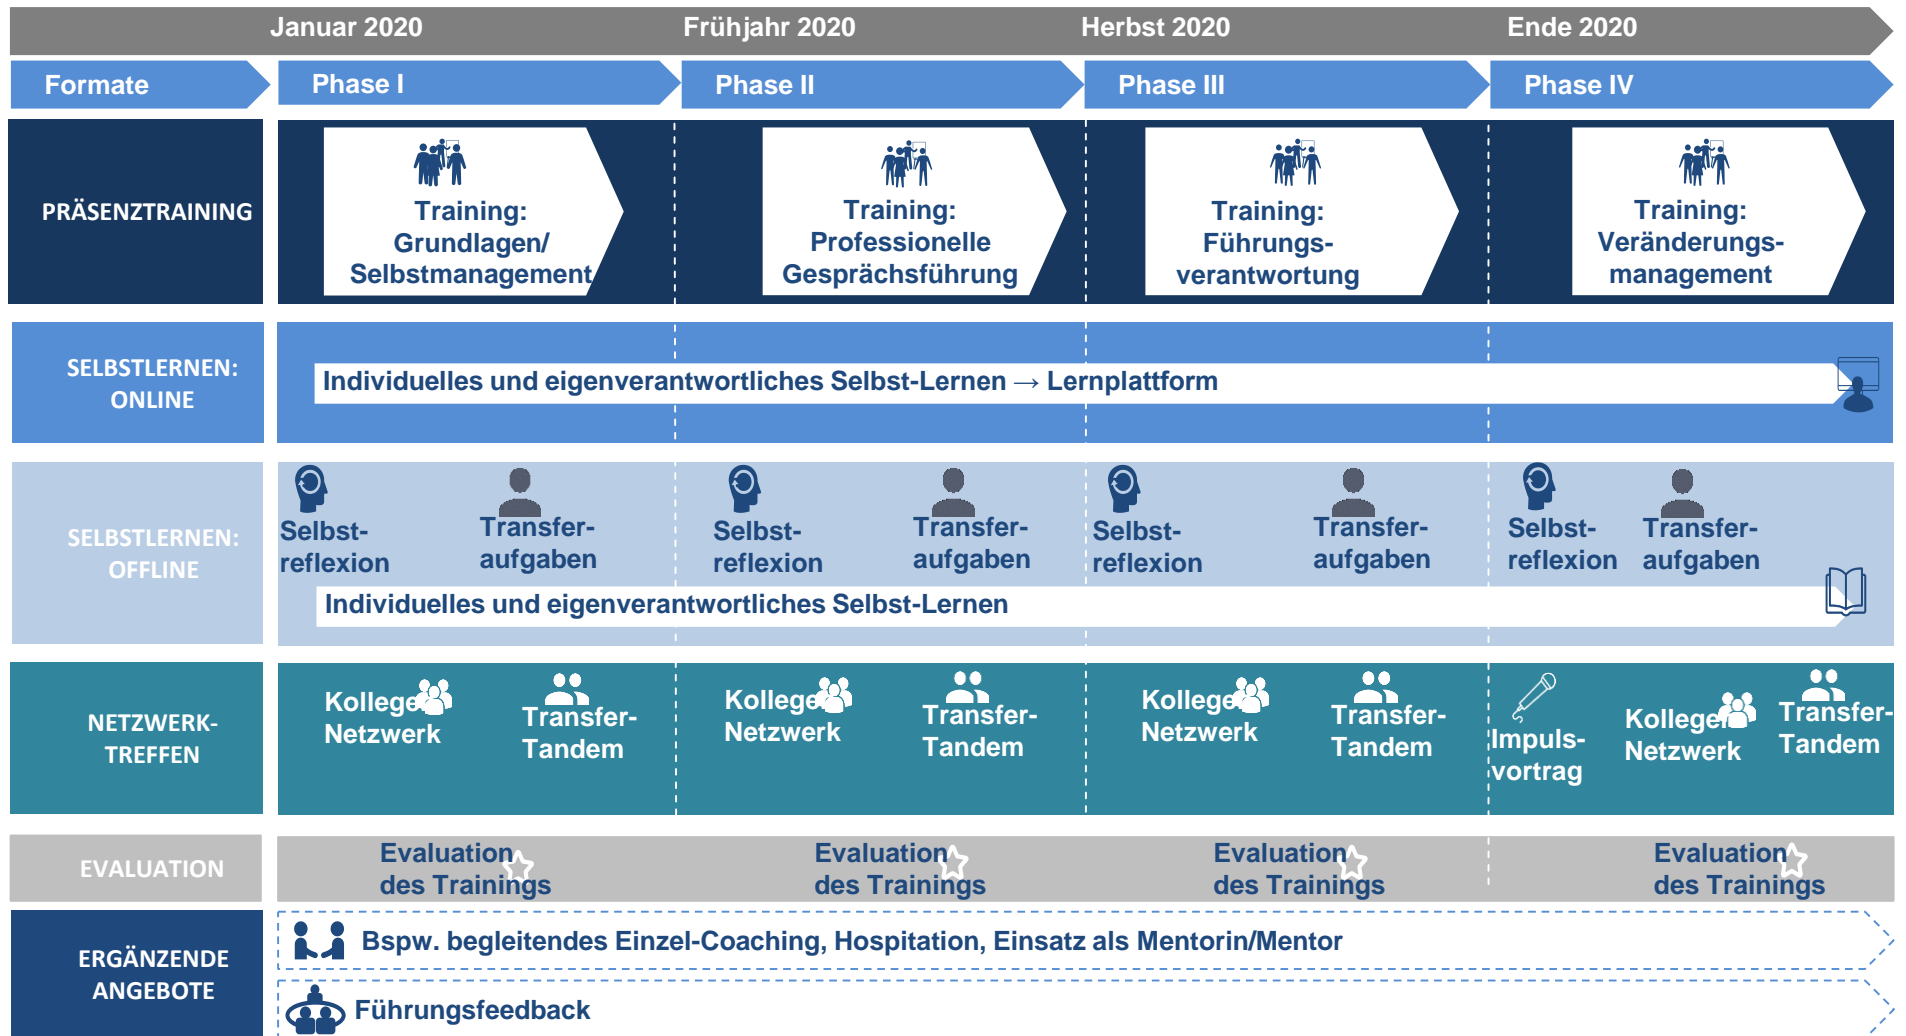 Januar 2020
Frühjahr 2020
Herbst 2020
Ende 2020
Formate
Phase I
Phase II
Phase III
Phase IV
PRÄSENZTRAINING
Training:
Grundlagen/
Selbstmanagement
Training:
Professionelle
Gesprächsführung
Training:
Führungs-
verantwortung
Training:
Veränderungs-
management
SELBSTLERNEN:
ONLINE
Individuelles und eigenverantwortliches Selbst-Lernen → Lernplattform
SELBSTLERNEN:
OFFLINE
Selbst-
reflexion
Transfer-
aufgaben
Selbst-
reflexion
Transfer-
aufgaben
Selbst-
reflexion
Transfer-
aufgaben
Selbst-
reflexion
Transfer-
aufgaben
Individuelles und eigenverantwortliches Selbst-Lernen
NETZWERK-
TREFFEN
Kollegen
Netzwerk
Transfer-
Tandem
Kollegen
Netzwerk
Transfer-
Tandem
Kollegen
Netzwerk
Transfer-
Tandem
Impuls-
vortrag
Kollegen
Netzwerk
Transfer-
Tandem
EVALUATION
Evaluation
des Trainings
Evaluation
des Trainings
Evaluation
des Trainings
Evaluation
des Trainings
ERGÄNZENDE
ANGEBOTE
Bspw. begleitendes Einzel-Coaching, Hospitation, Einsatz als Mentorin/Mentor
Führungsfeedback